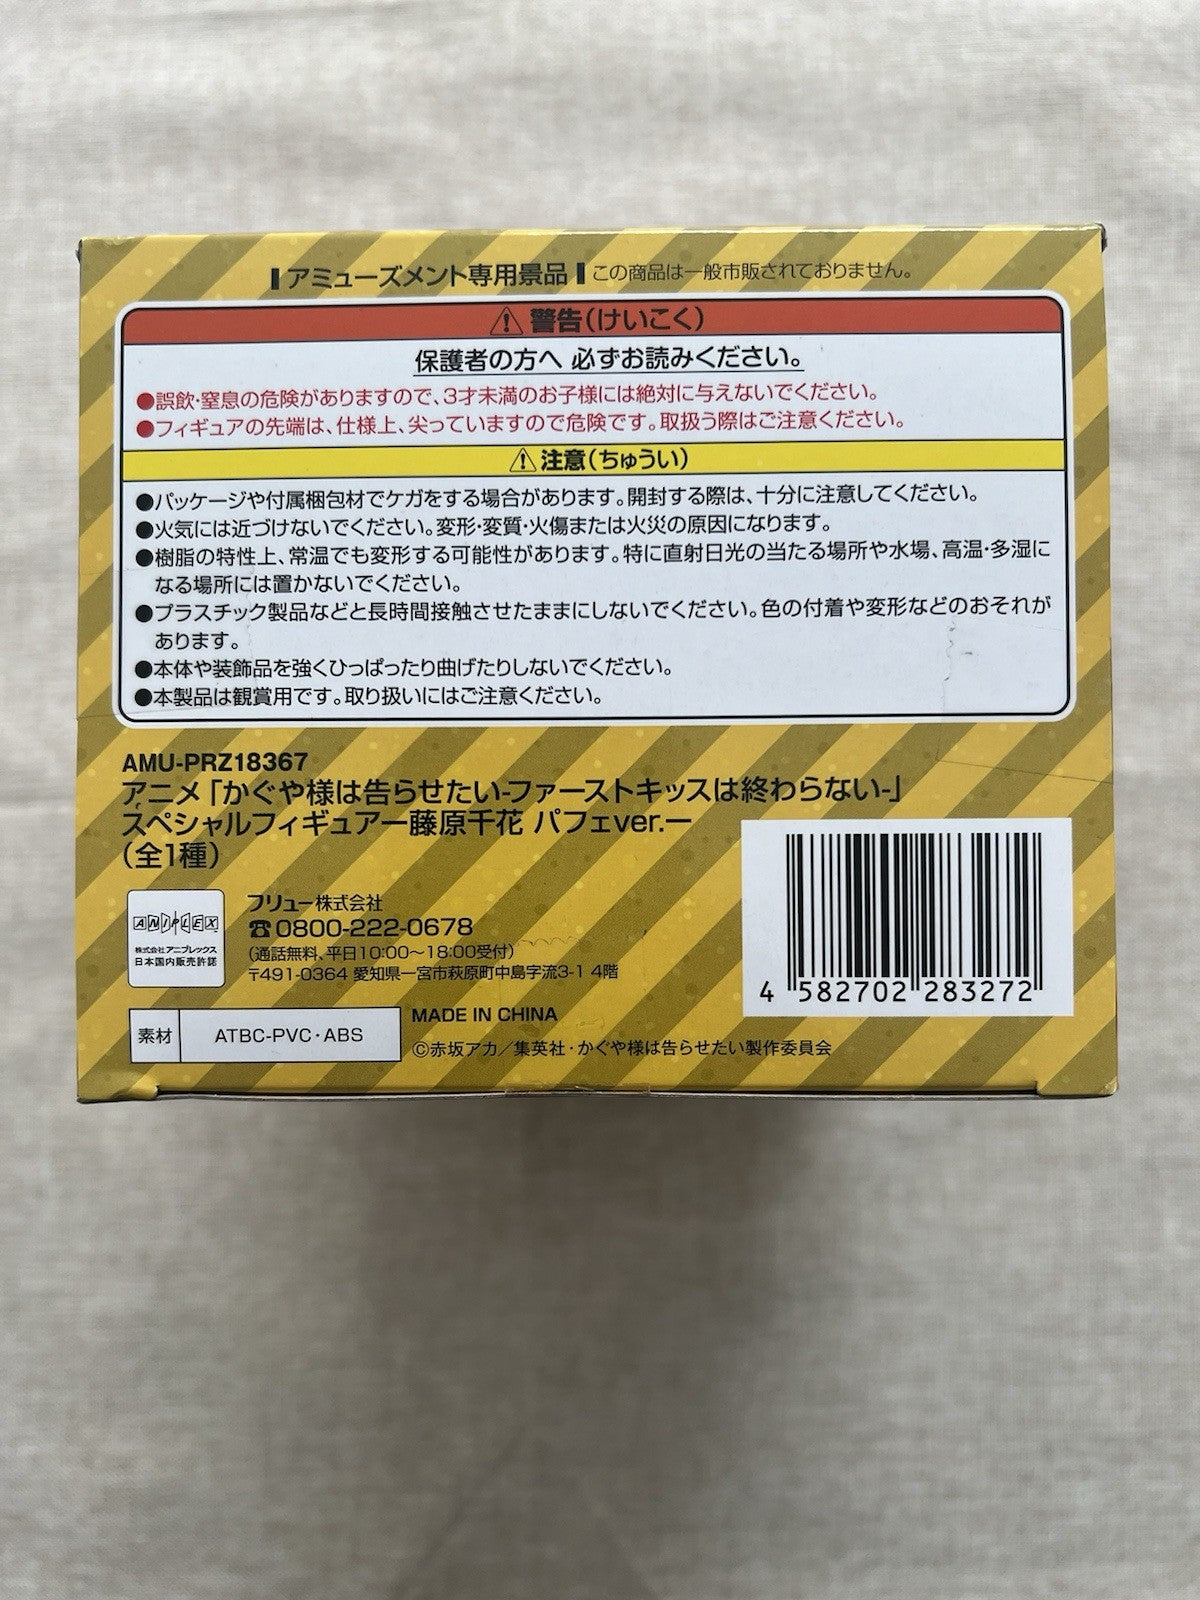 アミューズメント専用景品 この商品は一般市販されておりません。
警告(けいこく)
保護者の方へ 必ずお読みください。
●誤飲・窒息の危険がありますので、3才未満のお子様には絶対に与えないでください。
●フィギュアの先端は、仕様上、尖っていますので危険です。取扱う際はご注意ください。
注意(ちゅうい)
●パッケージや付属梱包材でケガをする場合があります。開封する際は、十分に注意してください。
●火気には近づけないでください。変形・変質・火傷または火災の原因になります。
●樹脂の特性上、常温でも変形する可能性があります。特に直射日光の当たる場所や水場、高温・多湿に
なる場所には置かないでください。
●プラスチック製品などと長時間接触させたままにしないでください。色の付着や変形などのおそれが
あります。
●本体や装飾品を強くひっぱったり曲げたりしないでください。
●本製品は観賞用です。取り扱いにはご注意ください。
AMU-PRZ18367
アニメ「かぐや様は告らせたい-ファーストキッスは終わらない-」
スペシャルフィギュアー藤原千花 パフェver.ー
(全1種)
ANIPLEX
株式会社アニプレックス
日本国内販売許諾
フリュー株式会社
☎0800-222-0678
(通話無料、平日10:00〜18:00受付)
〒491-0364 愛知県一宮市萩原町中島字流3-1 4階
4 582702 283272
素材 ATBC-PVC・ABS
MADE IN CHINA
©赤坂アカ/集英社・かぐや様は告らせたい製作委員会